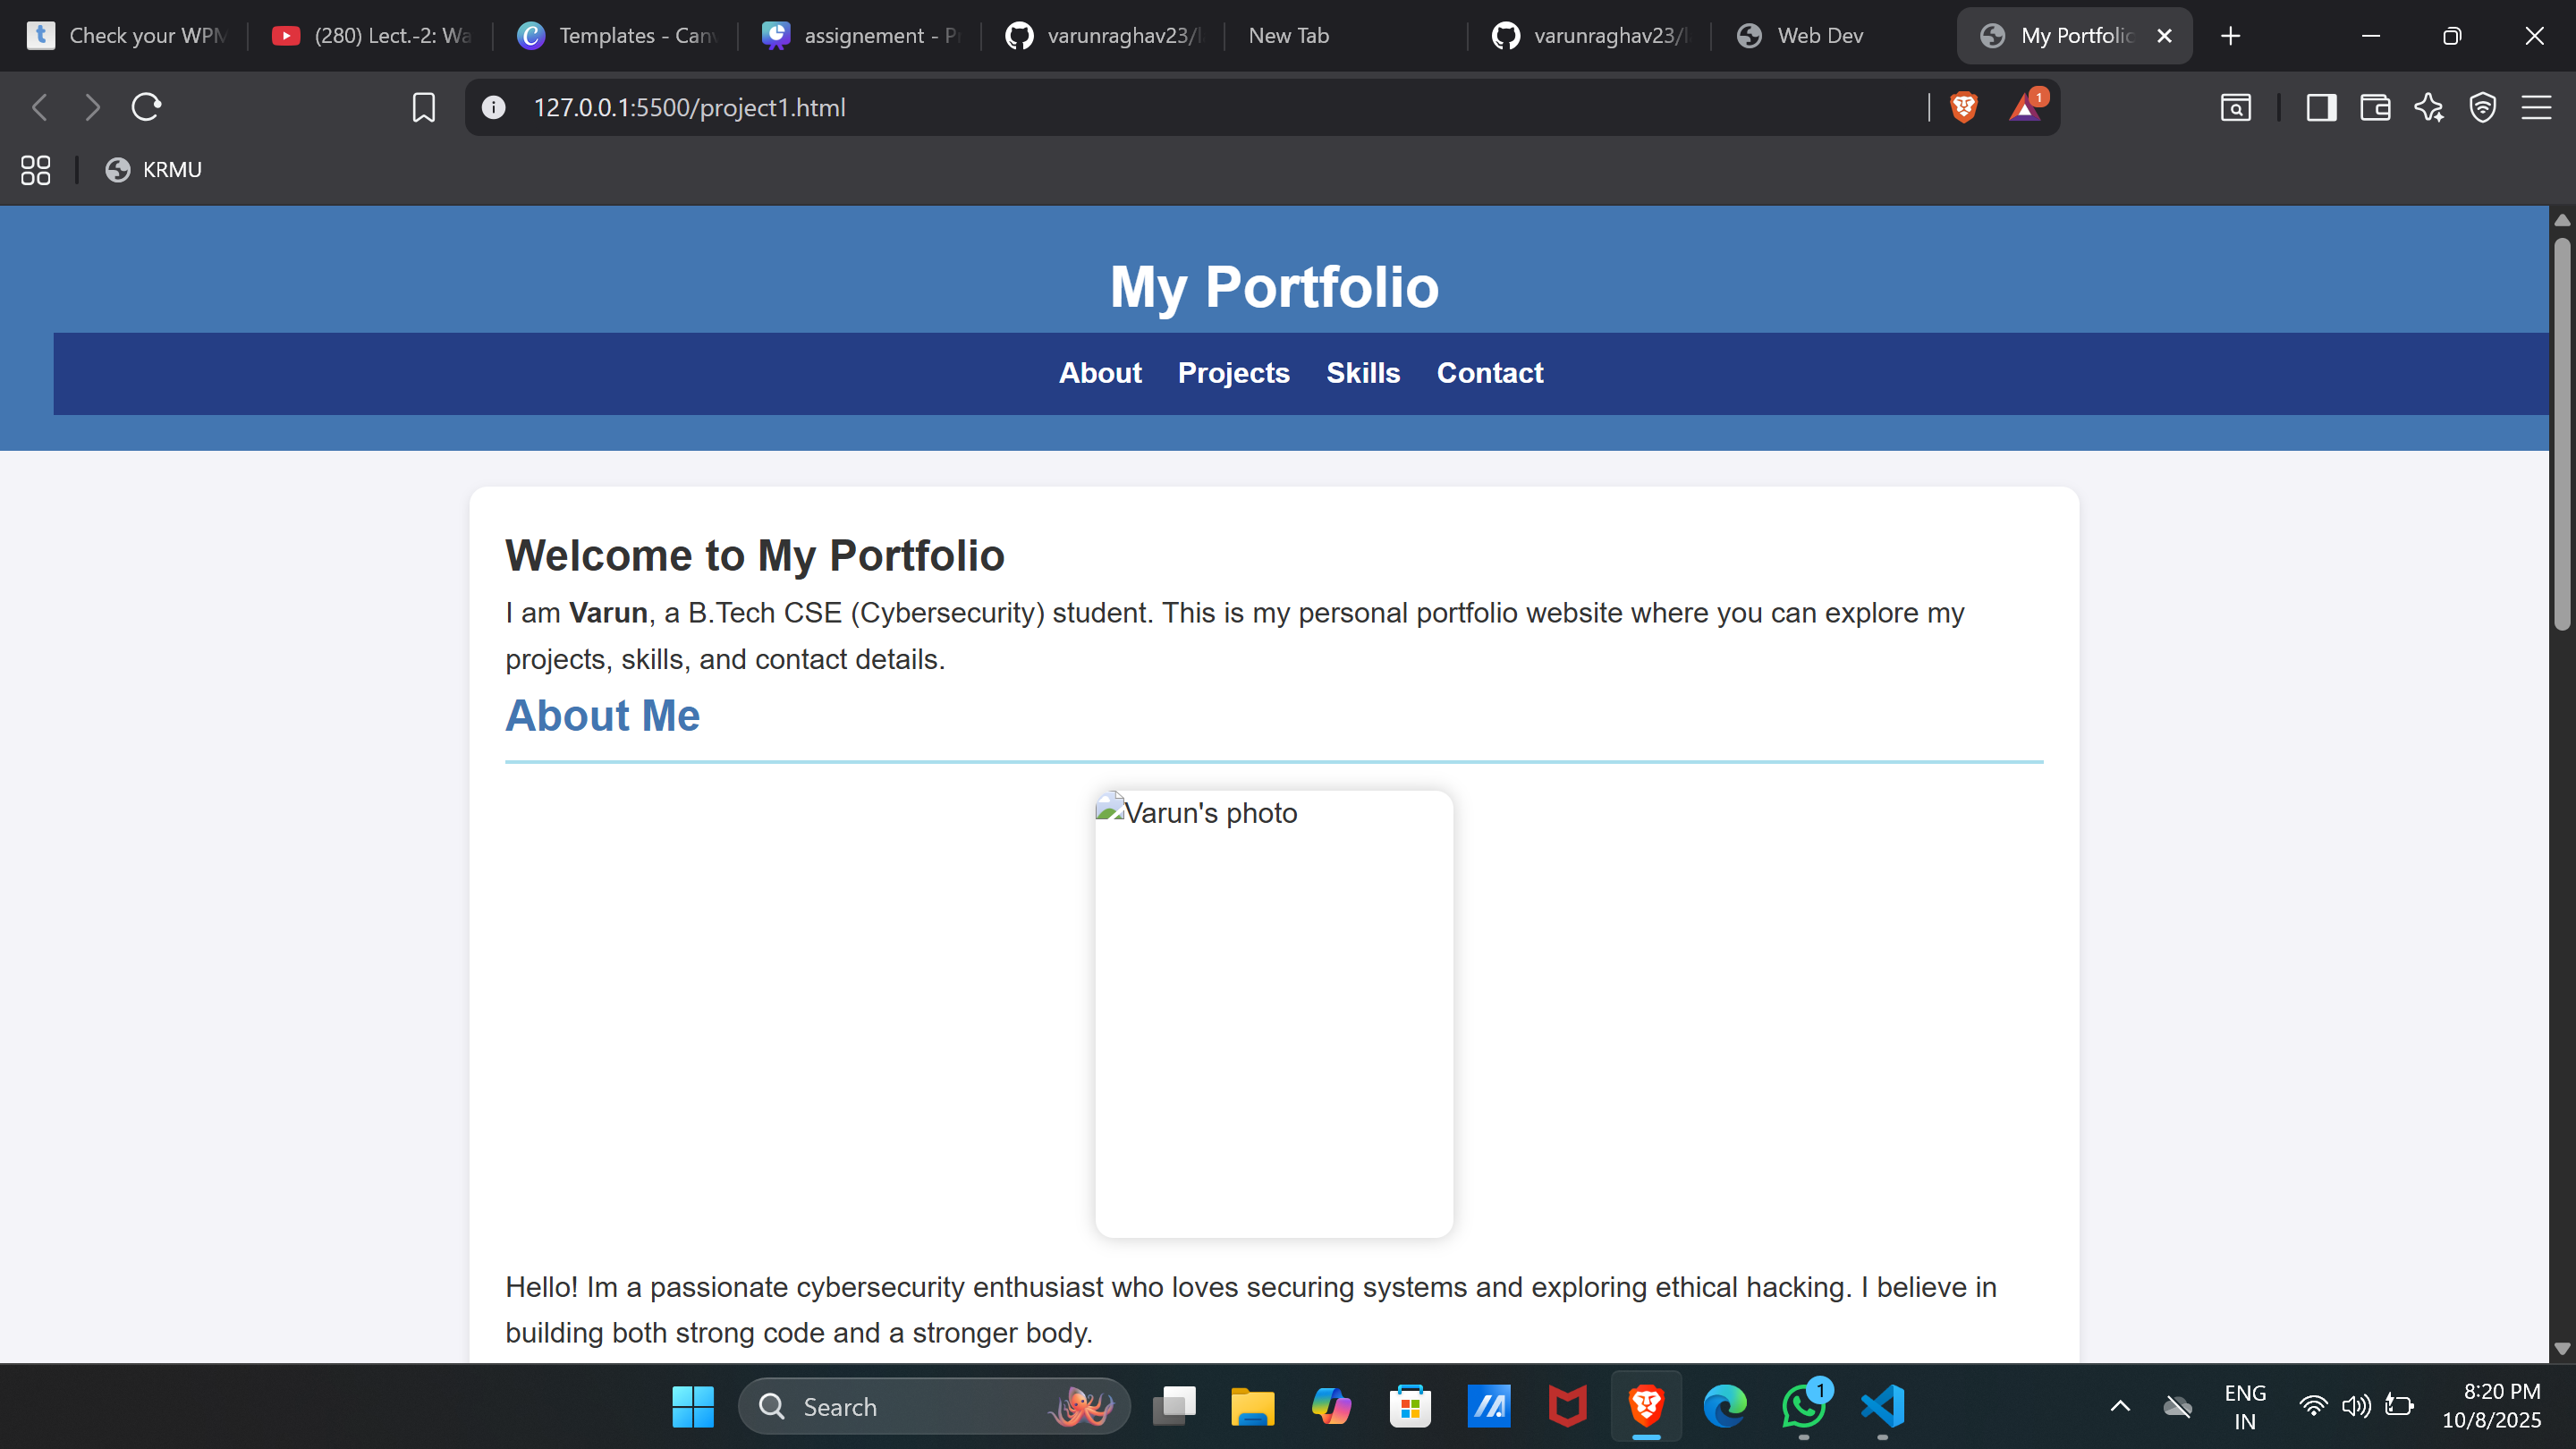 t Check your WPM
(280) Lect.-2: Wa
Templates - Can
assignement - P
varunraghav23/
New Tab
varunraghav23/
Web Dev
My Portfolio
127.0.0.1:5500/project1.html
1
KRMU
My Portfolio
About Projects Skills Contact
Welcome to My Portfolio
I am Varun, a B.Tech CSE (Cybersecurity) student. This is my personal portfolio website where you can explore my
projects, skills, and contact details.
About Me
Varun's photo
Hello! Im a passionate cybersecurity enthusiast who loves securing systems and exploring ethical hacking. I believe in
building both strong code and a stronger body.
Search
1
ENG
IN
8:20 PM
10/8/2025